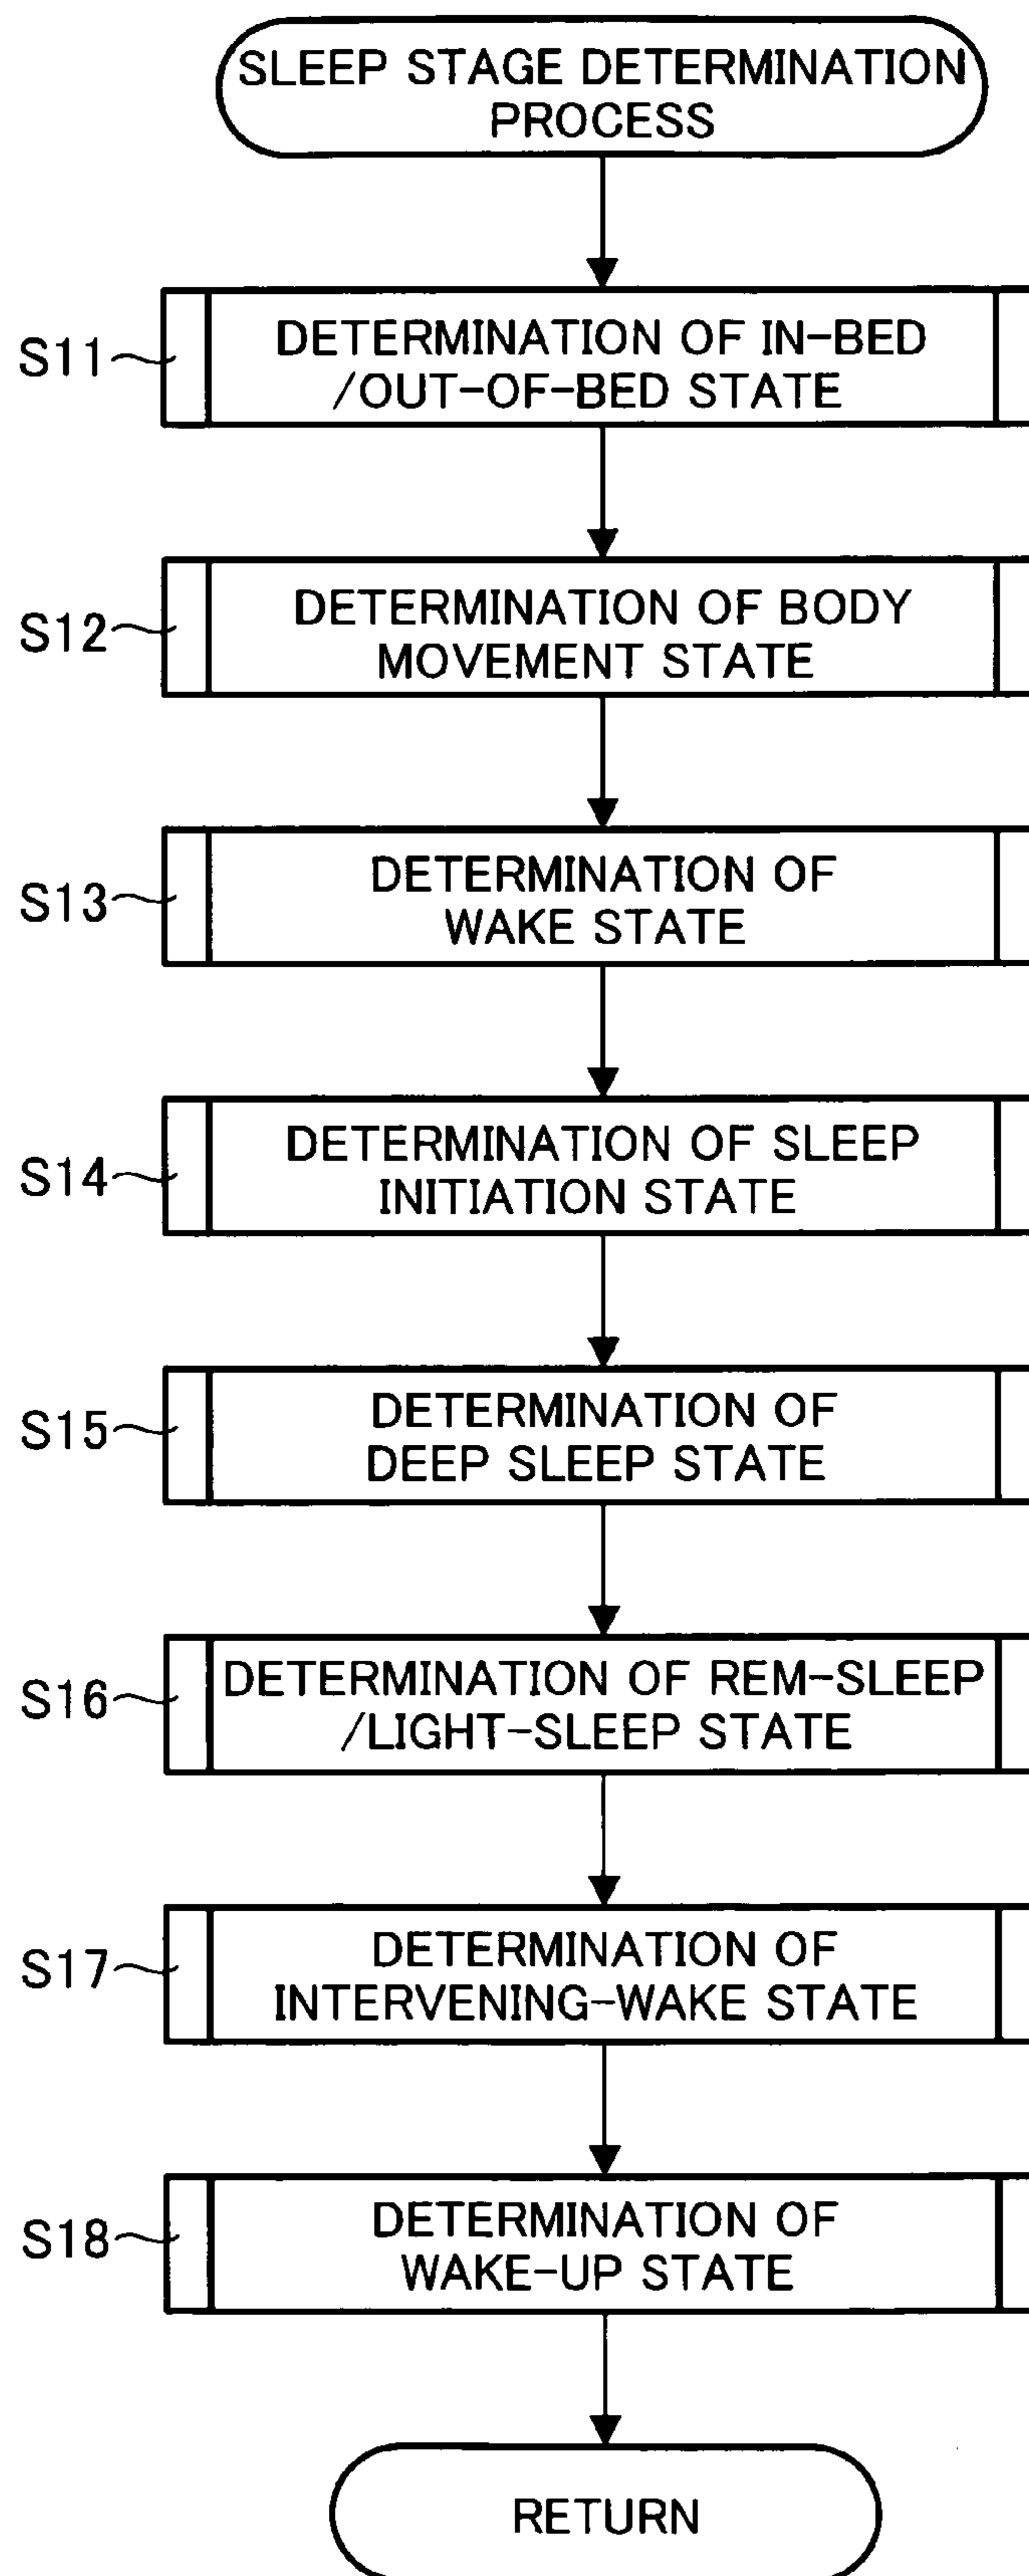 SLEEP STAGE DETERMINATION
PROCESS
S11
DETERMINATION OF IN-BED
/OUT-OF-BED STATE
S12
DETERMINATION OF BODY
MOVEMENT STATE
S13
DETERMINATION OF
WAKE STATE
S14
DETERMINATION OF SLEEP
INITIATION STATE
S15
DETERMINATION OF
DEEP SLEEP STATE
S16
DETERMINATION OF REM-SLEEP
/LIGHT-SLEEP STATE
S17
DETERMINATION OF
INTERVENING-WAKE STATE
S18
DETERMINATION OF
WAKE-UP STATE
RETURN